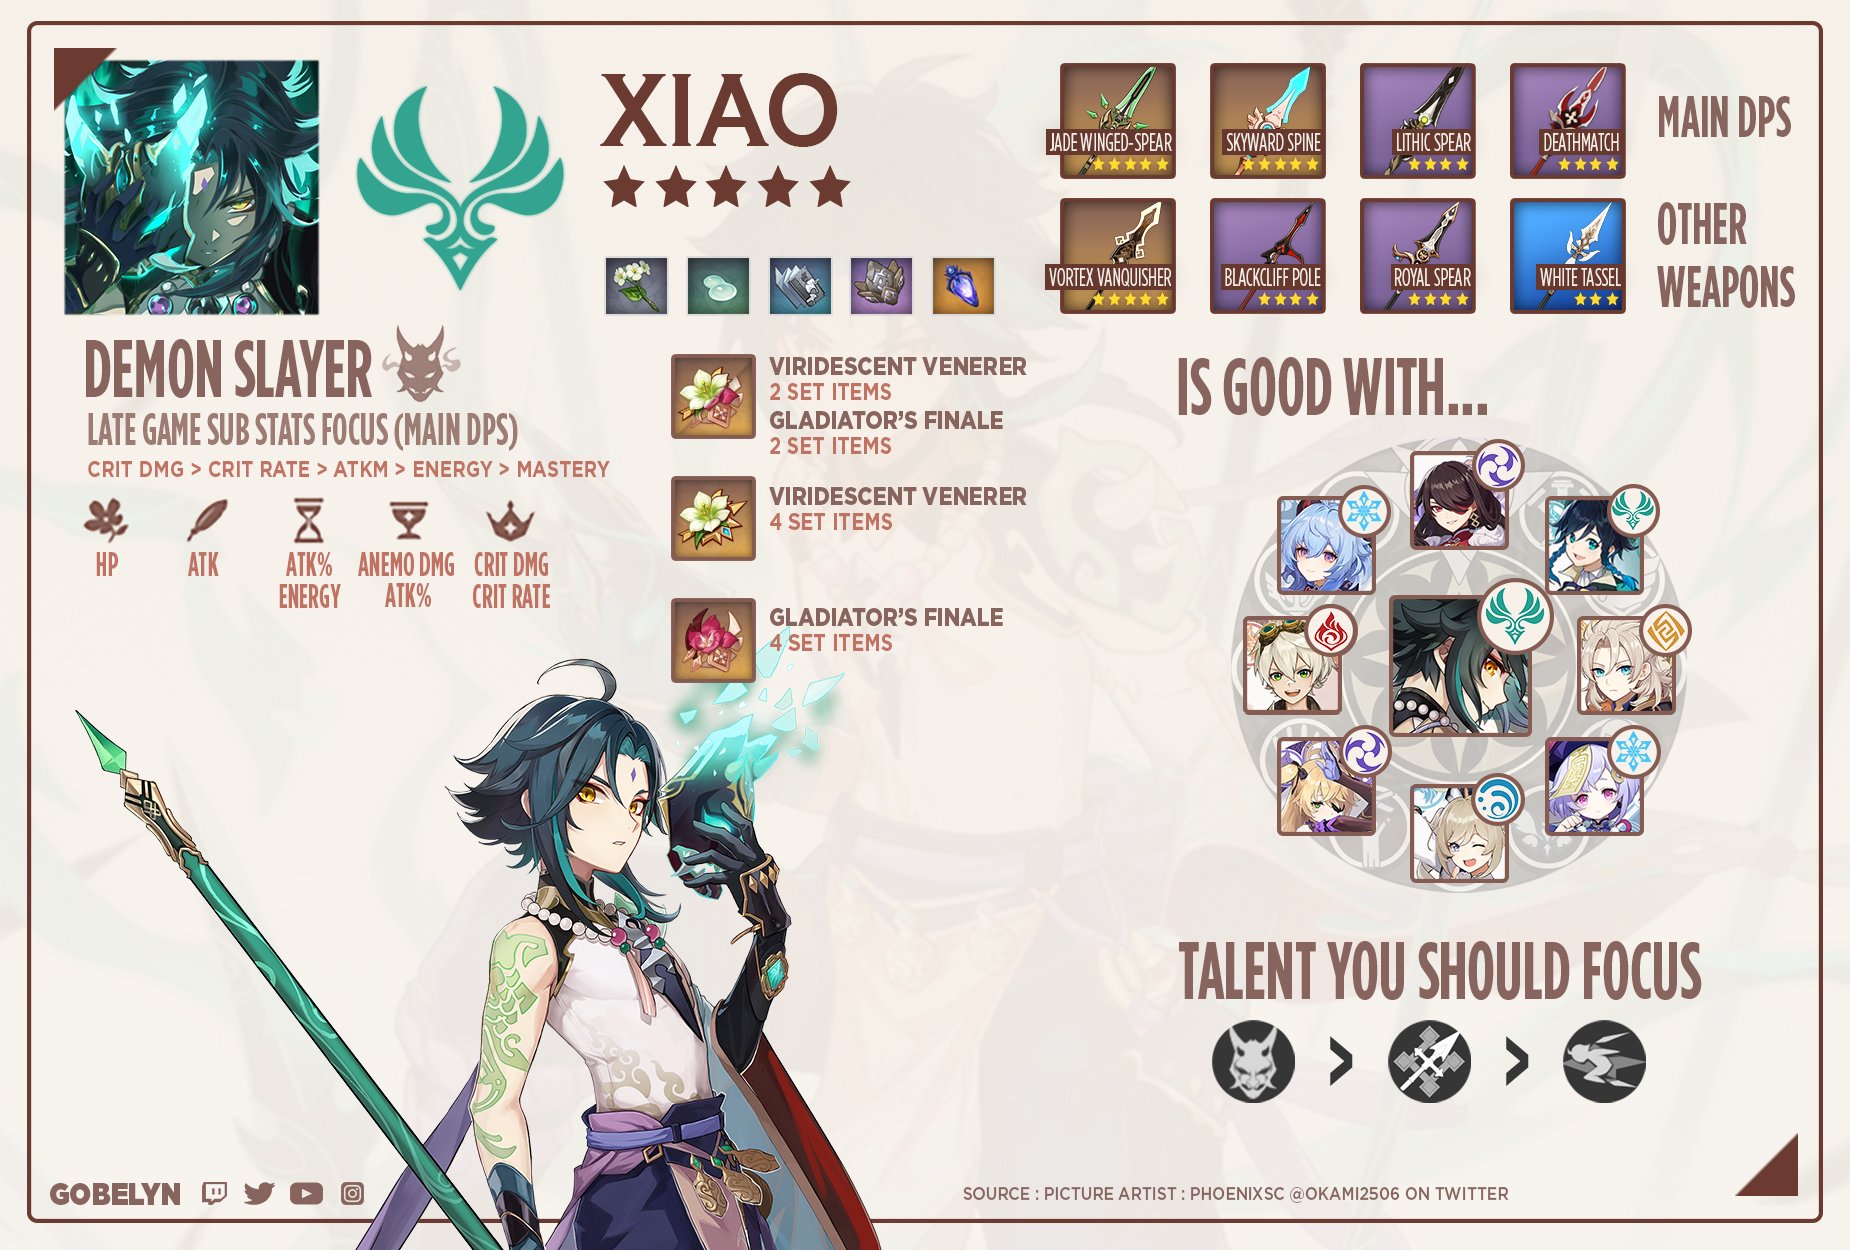 XIAO
JADE WINGED-SPEAR
SKYWARD SPINE
LITHIC SPEAR
DEATHMATCH
MAIN DPS
VORTEX VANQUISHER
BLACKCLIFF POLE
ROYAL SPEAR
WHITE TASSEL
OTHER
WEAPONS
DEMON SLAYER
LATE GAME SUB STATS FOCUS (MAIN DPS)
CRIT DMG > CRIT RATE > ATKM > ENERGY > MASTERY
HP
ATK
ATK%
ENERGY
ANEMO DMG
ATK%
CRIT DMG
CRIT RATE
VIRIDESCENT VENERER
2 SET ITEMS
GLADIATOR'S FINALE
2 SET ITEMS
VIRIDESCENT VENERER
4 SET ITEMS
GLADIATOR'S FINALE
4 SET ITEMS
IS GOOD WITH...
TALENT YOU SHOULD FOCUS
> >
GOBELYN
SOURCE : PICTURE ARTIST : PHOENIXSC @OKAMI2506 ON TWITTER